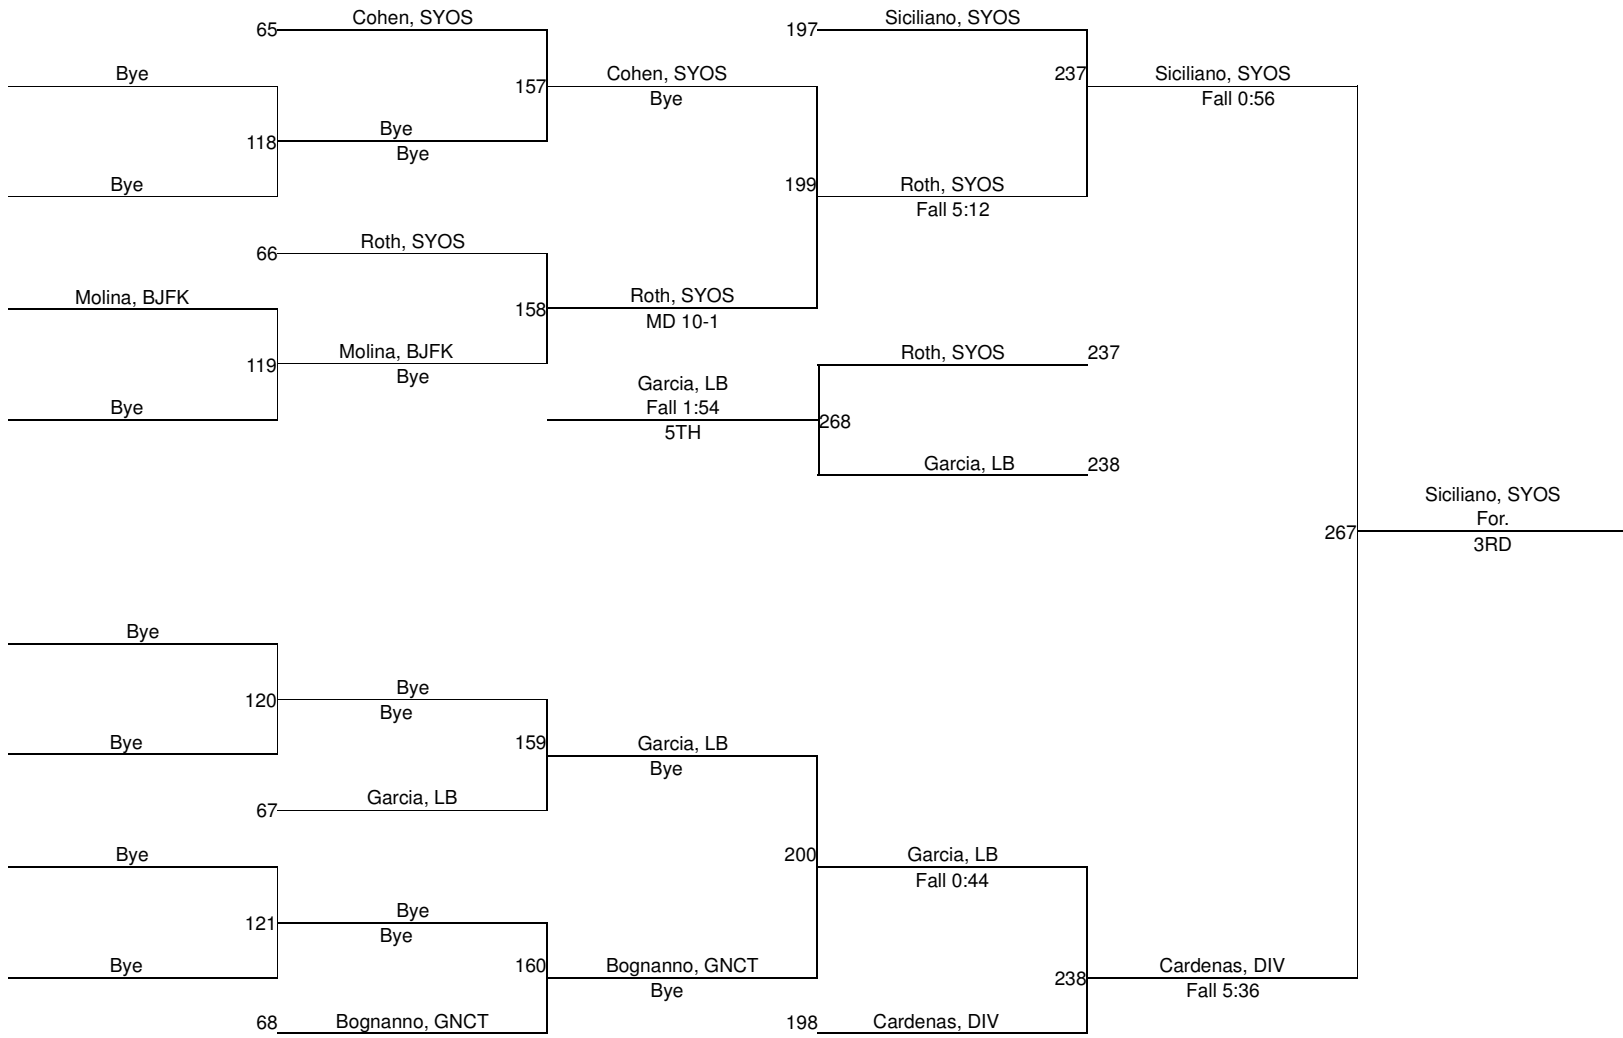 65 Cohen, SYOS 197 Siciliano, SYOS
Bye 157 Cohen, SYOS 237 Siciliano, SYOS
Bye Fall 0:56
118 Bye
Bye
Bye 199 Roth, SYOS
Fall 5:12
66 Roth, SYOS
Molina, BJFK 158 Roth, SYOS
MD 10-1
119 Molina, BJFK Roth, SYOS 237
Bye Garcia, LB
Bye Fall 1:54 268
5TH
Garcia, LB 238
Siciliano, SYOS
For.
267 3RD
Bye
120 Bye
Bye
Bye 159 Garcia, LB
Bye
67 Garcia, LB
Bye 200 Garcia, LB
Fall 0:44
121 Bye
Bye
Bye 160 Bognanno, GNCT 238 Cardenas, DIV
Bye Fall 5:36
68 Bognanno, GNCT 198 Cardenas, DIV